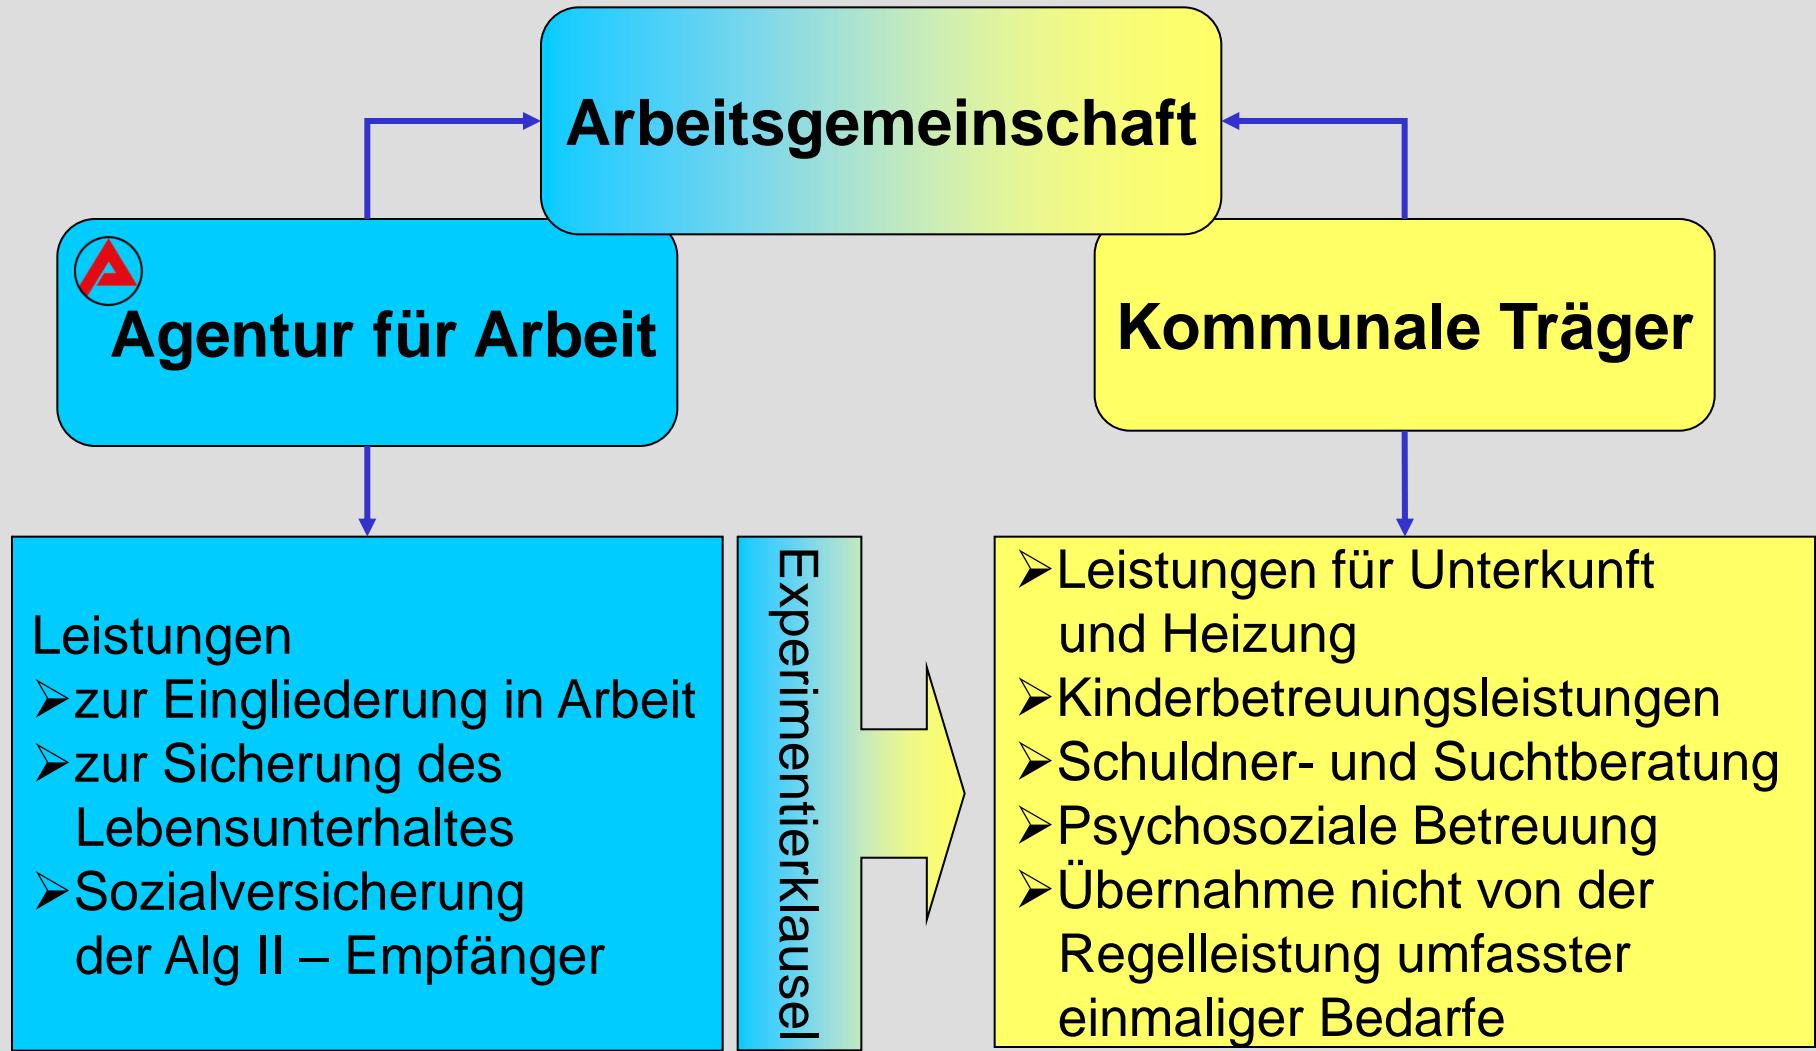 Arbeitsgemeinschaft
Agentur für Arbeit
Kommunale Träger
Leistungen
➢zur Eingliederung in Arbeit
➢zur Sicherung des
Lebensunterhaltes
➢Sozialversicherung
der Alg II – Empfänger
Experimentierklausel
➢Leistungen für Unterkunft
und Heizung
➢Kinderbetreuungsleistungen
➢Schuldner- und Suchtberatung
➢Psychosoziale Betreuung
➢Übernahme nicht von der
Regelleistung umfasster
einmaliger Bedarfe